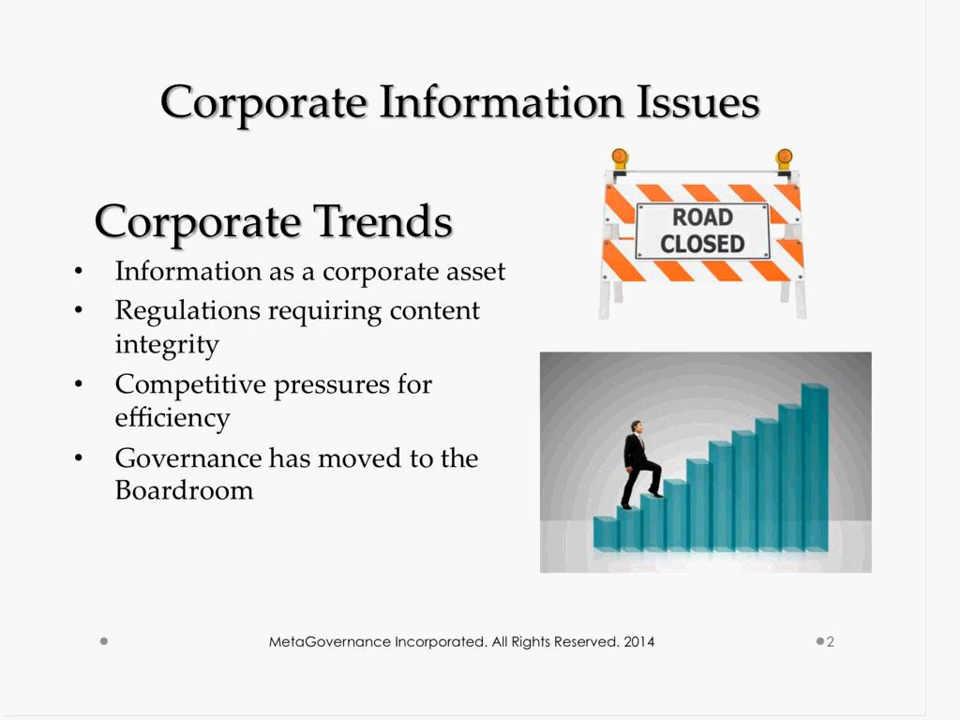 Corporate Information Issues
Corporate Trends
• Information as a corporate asset
• Regulations requiring content
integrity
• Competitive pressures for
efficiency
• Governance has moved to the
Boardroom
ROAD
CLOSED
MetaGovernance Incorporated. All Rights Reserved. 2014
2